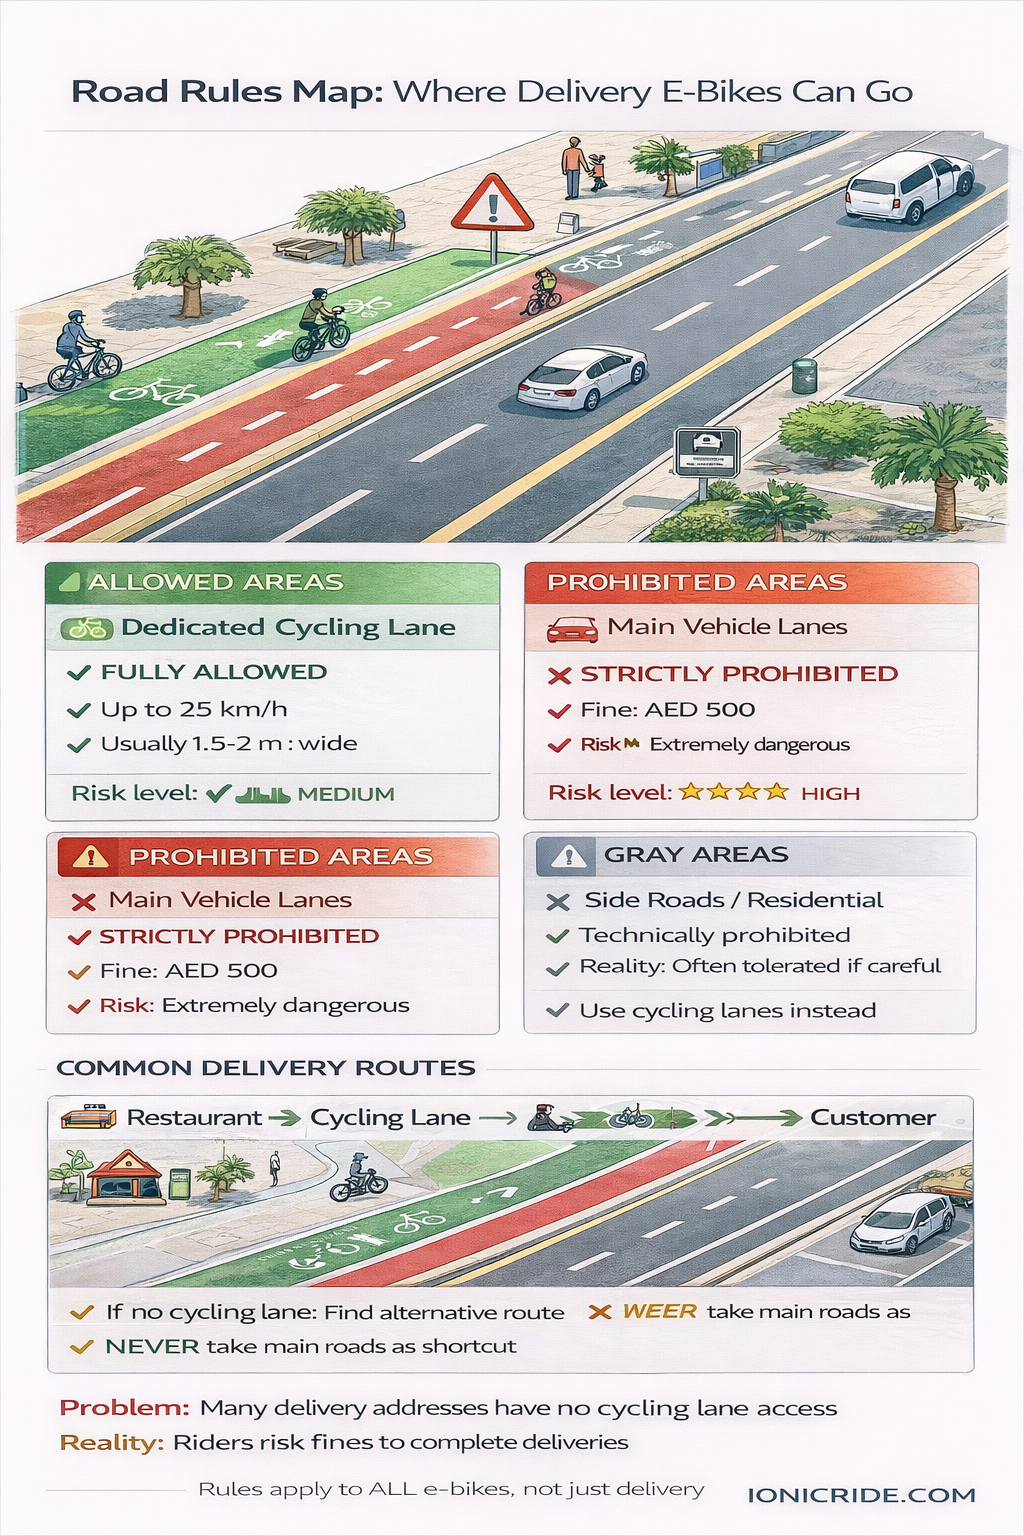 Road Rules Map: Where Delivery E-Bikes Can Go
ALLOWED AREAS
Dedicated Cycling Lane
FULLY ALLOWED
Up to 25 km/h
Usually 1.5-2 m : wide
Risk level: MEDIUM
PROHIBITED AREAS
Main Vehicle Lanes
STRICTLY PROHIBITED
Fine: AED 500
Risk Extremely dangerous
Risk level: HIGH
PROHIBITED AREAS
Main Vehicle Lanes
STRICTLY PROHIBITED
Fine: AED 500
Risk: Extremely dangerous
GRAY AREAS
Side Roads / Residential
Technically prohibited
Reality: Often tolerated if careful
Use cycling lanes instead
COMMON DELIVERY ROUTES
Restaurant → Cycling Lane → Customer
If no cycling lane: Find alternative route
WEER take main roads as
NEVER take main roads as shortcut
Problem: Many delivery addresses have no cycling lane access
Reality: Riders risk fines to complete deliveries
Rules apply to ALL e-bikes, not just delivery
IONICRIDE.COM